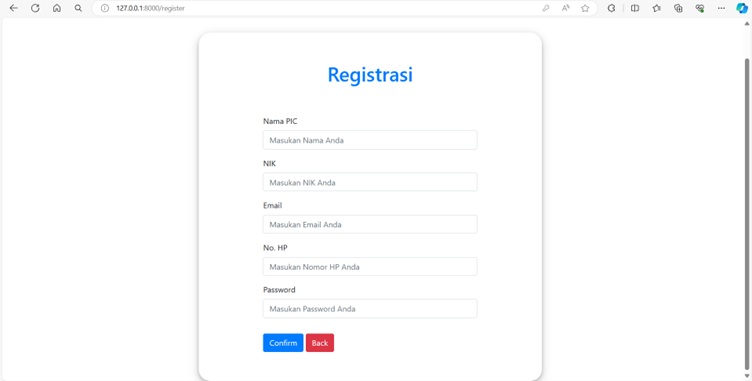 127.0.0.1:8000/register
Registrasi
Nama PIC
Masukan Nama Anda
NIK
Masukan NIK Anda
Email
Masukan Email Anda
No. HP
Masukan Nomor HP Anda
Password
Masukan Password Anda
Confirm Back